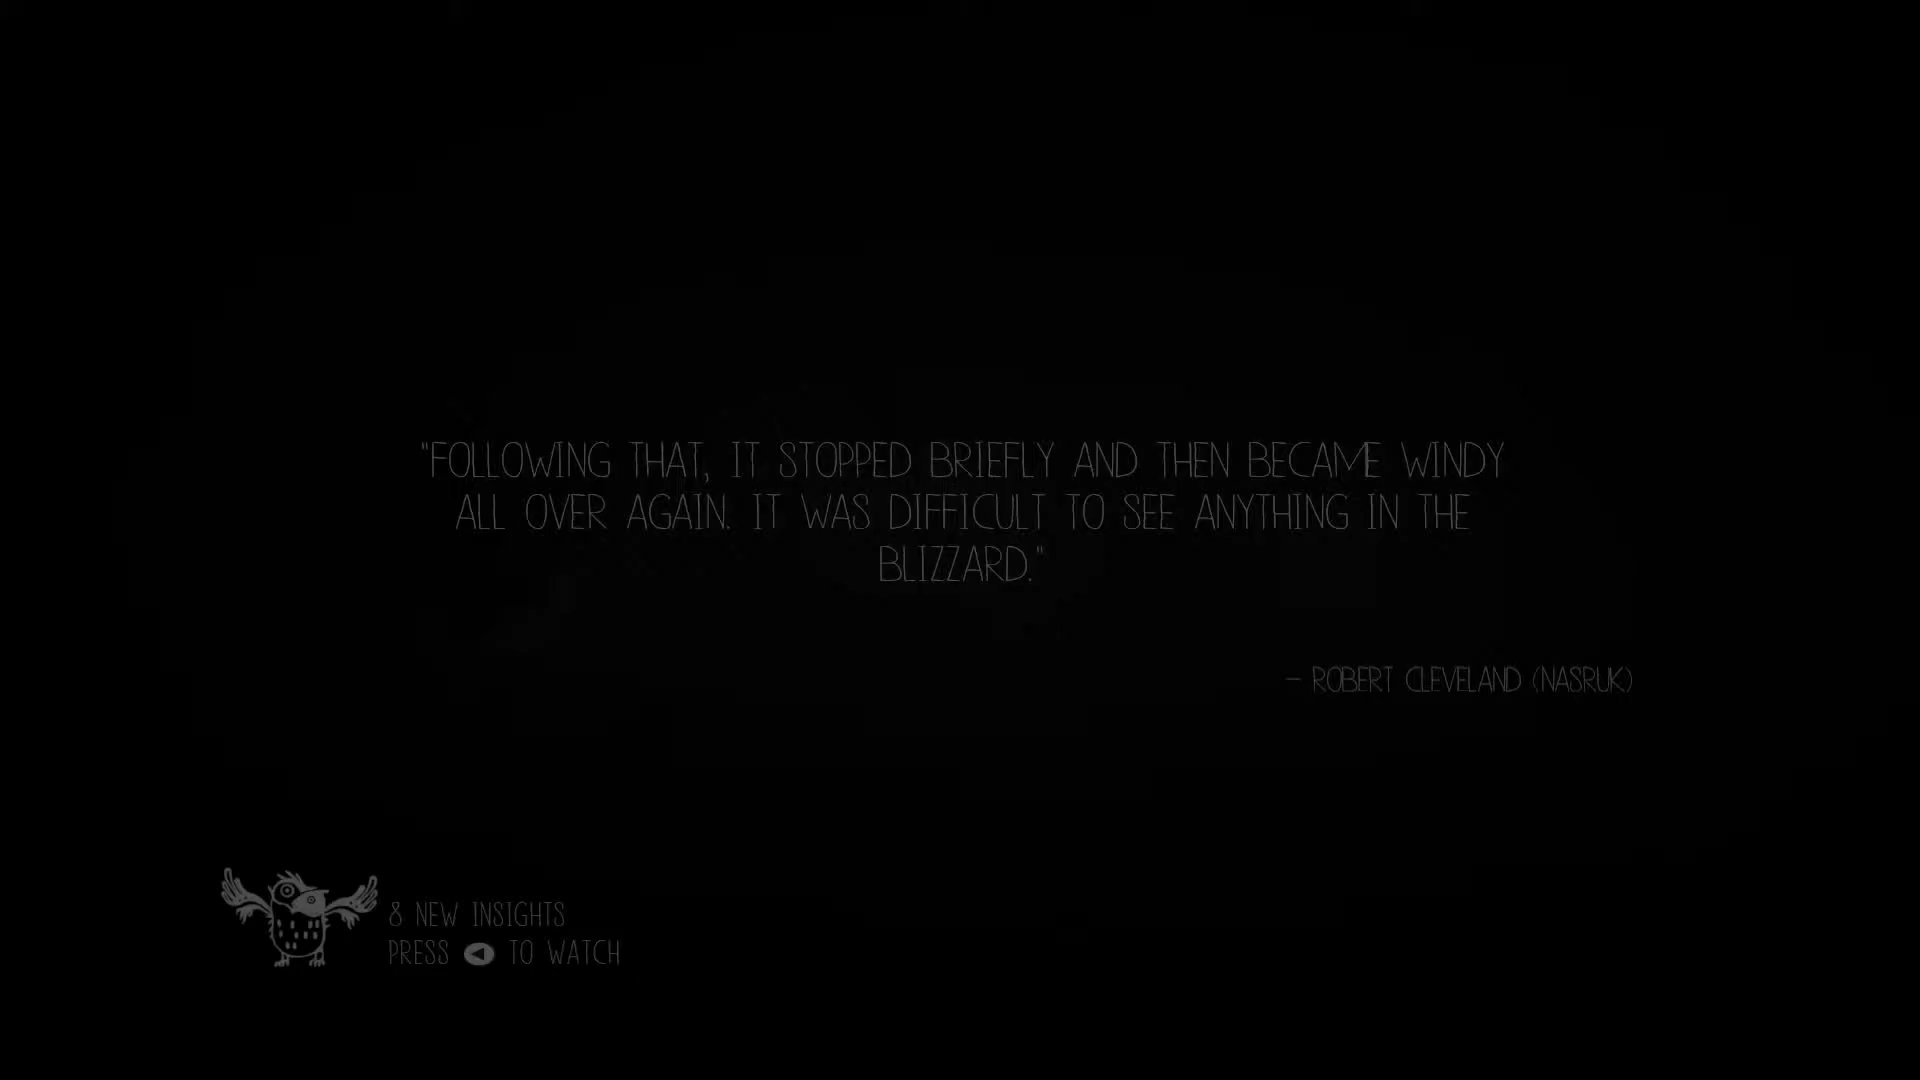 "FOLLOWING THAT, IT STOPPED BRIEFLY AND THEN BECAME WINDY
ALL OVER AGAIN. IT WAS DIFFICULT TO SEE ANYTHING IN THE
BLIZZARD."
– ROBERT CLEVELAND (NASRUK)
8 NEW INSIGHTS
PRESS ◀ TO WATCH